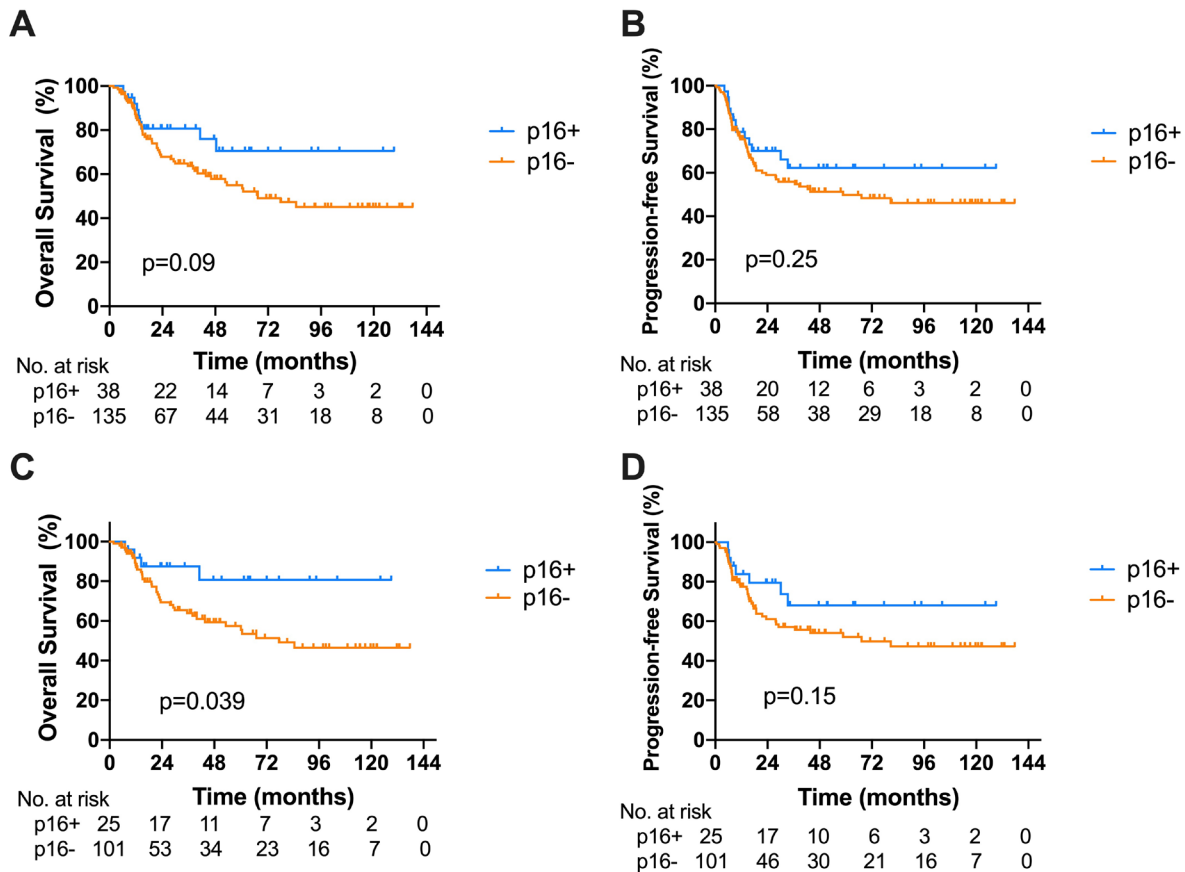 A
Overall Survival (%)
100
80
60
40
20
0
p=0.09
0 24 48 72 96 120 144
Time (months)
p16+
p16-
No. at risk
p16+ 38 22 14 7 3 2 0
p16- 135 67 44 31 18 8 0
B
Progression-free Survival (%)
100
80
60
40
20
0
p=0.25
0 24 48 72 96 120 144
Time (months)
p16+
p16-
No. at risk
p16+ 38 20 12 6 3 2 0
p16- 135 58 38 29 18 8 0
C
Overall Survival (%)
100
80
60
40
20
0
p=0.039
0 24 48 72 96 120 144
Time (months)
p16+
p16-
No. at risk
p16+ 25 17 11 7 3 2 0
p16- 101 53 34 23 16 7 0
D
Progression-free Survival (%)
100
80
60
40
20
0
p=0.15
0 24 48 72 96 120 144
Time (months)
p16+
p16-
No. at risk
p16+ 25 17 10 6 3 2 0
p16- 101 46 30 21 16 7 0